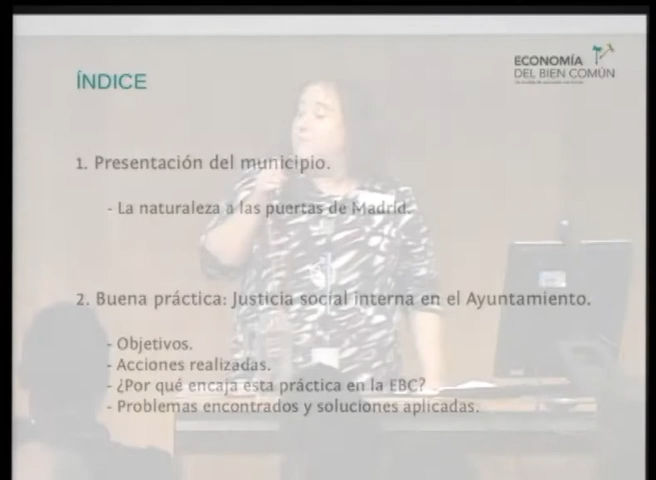 ECONOMÍA
DEL BIEN COMÚN
ÍNDICE
1. Presentación del municipio.
- La naturaleza a las puertas de Madrid.
2. Buena práctica: Justicia social interna en el Ayuntamiento.
- Objetivos.
- Acciones realizadas.
- ¿Por qué encaja esta práctica en la EBC?
- Problemas encontrados y soluciones aplicadas.